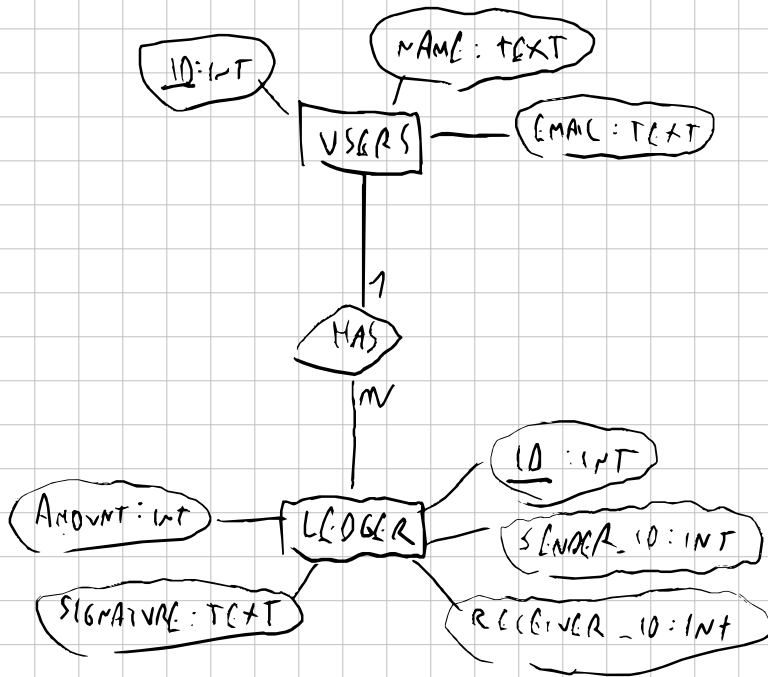 NAME : TEXT
ID : INT
USERS
EMAIL : TEXT
1
HAS
N
ID : INT
AMOUNT : INT
LEDGER
SENDER_ID : INT
SIGNATURE : TEXT
RECEIVER_ID : INT